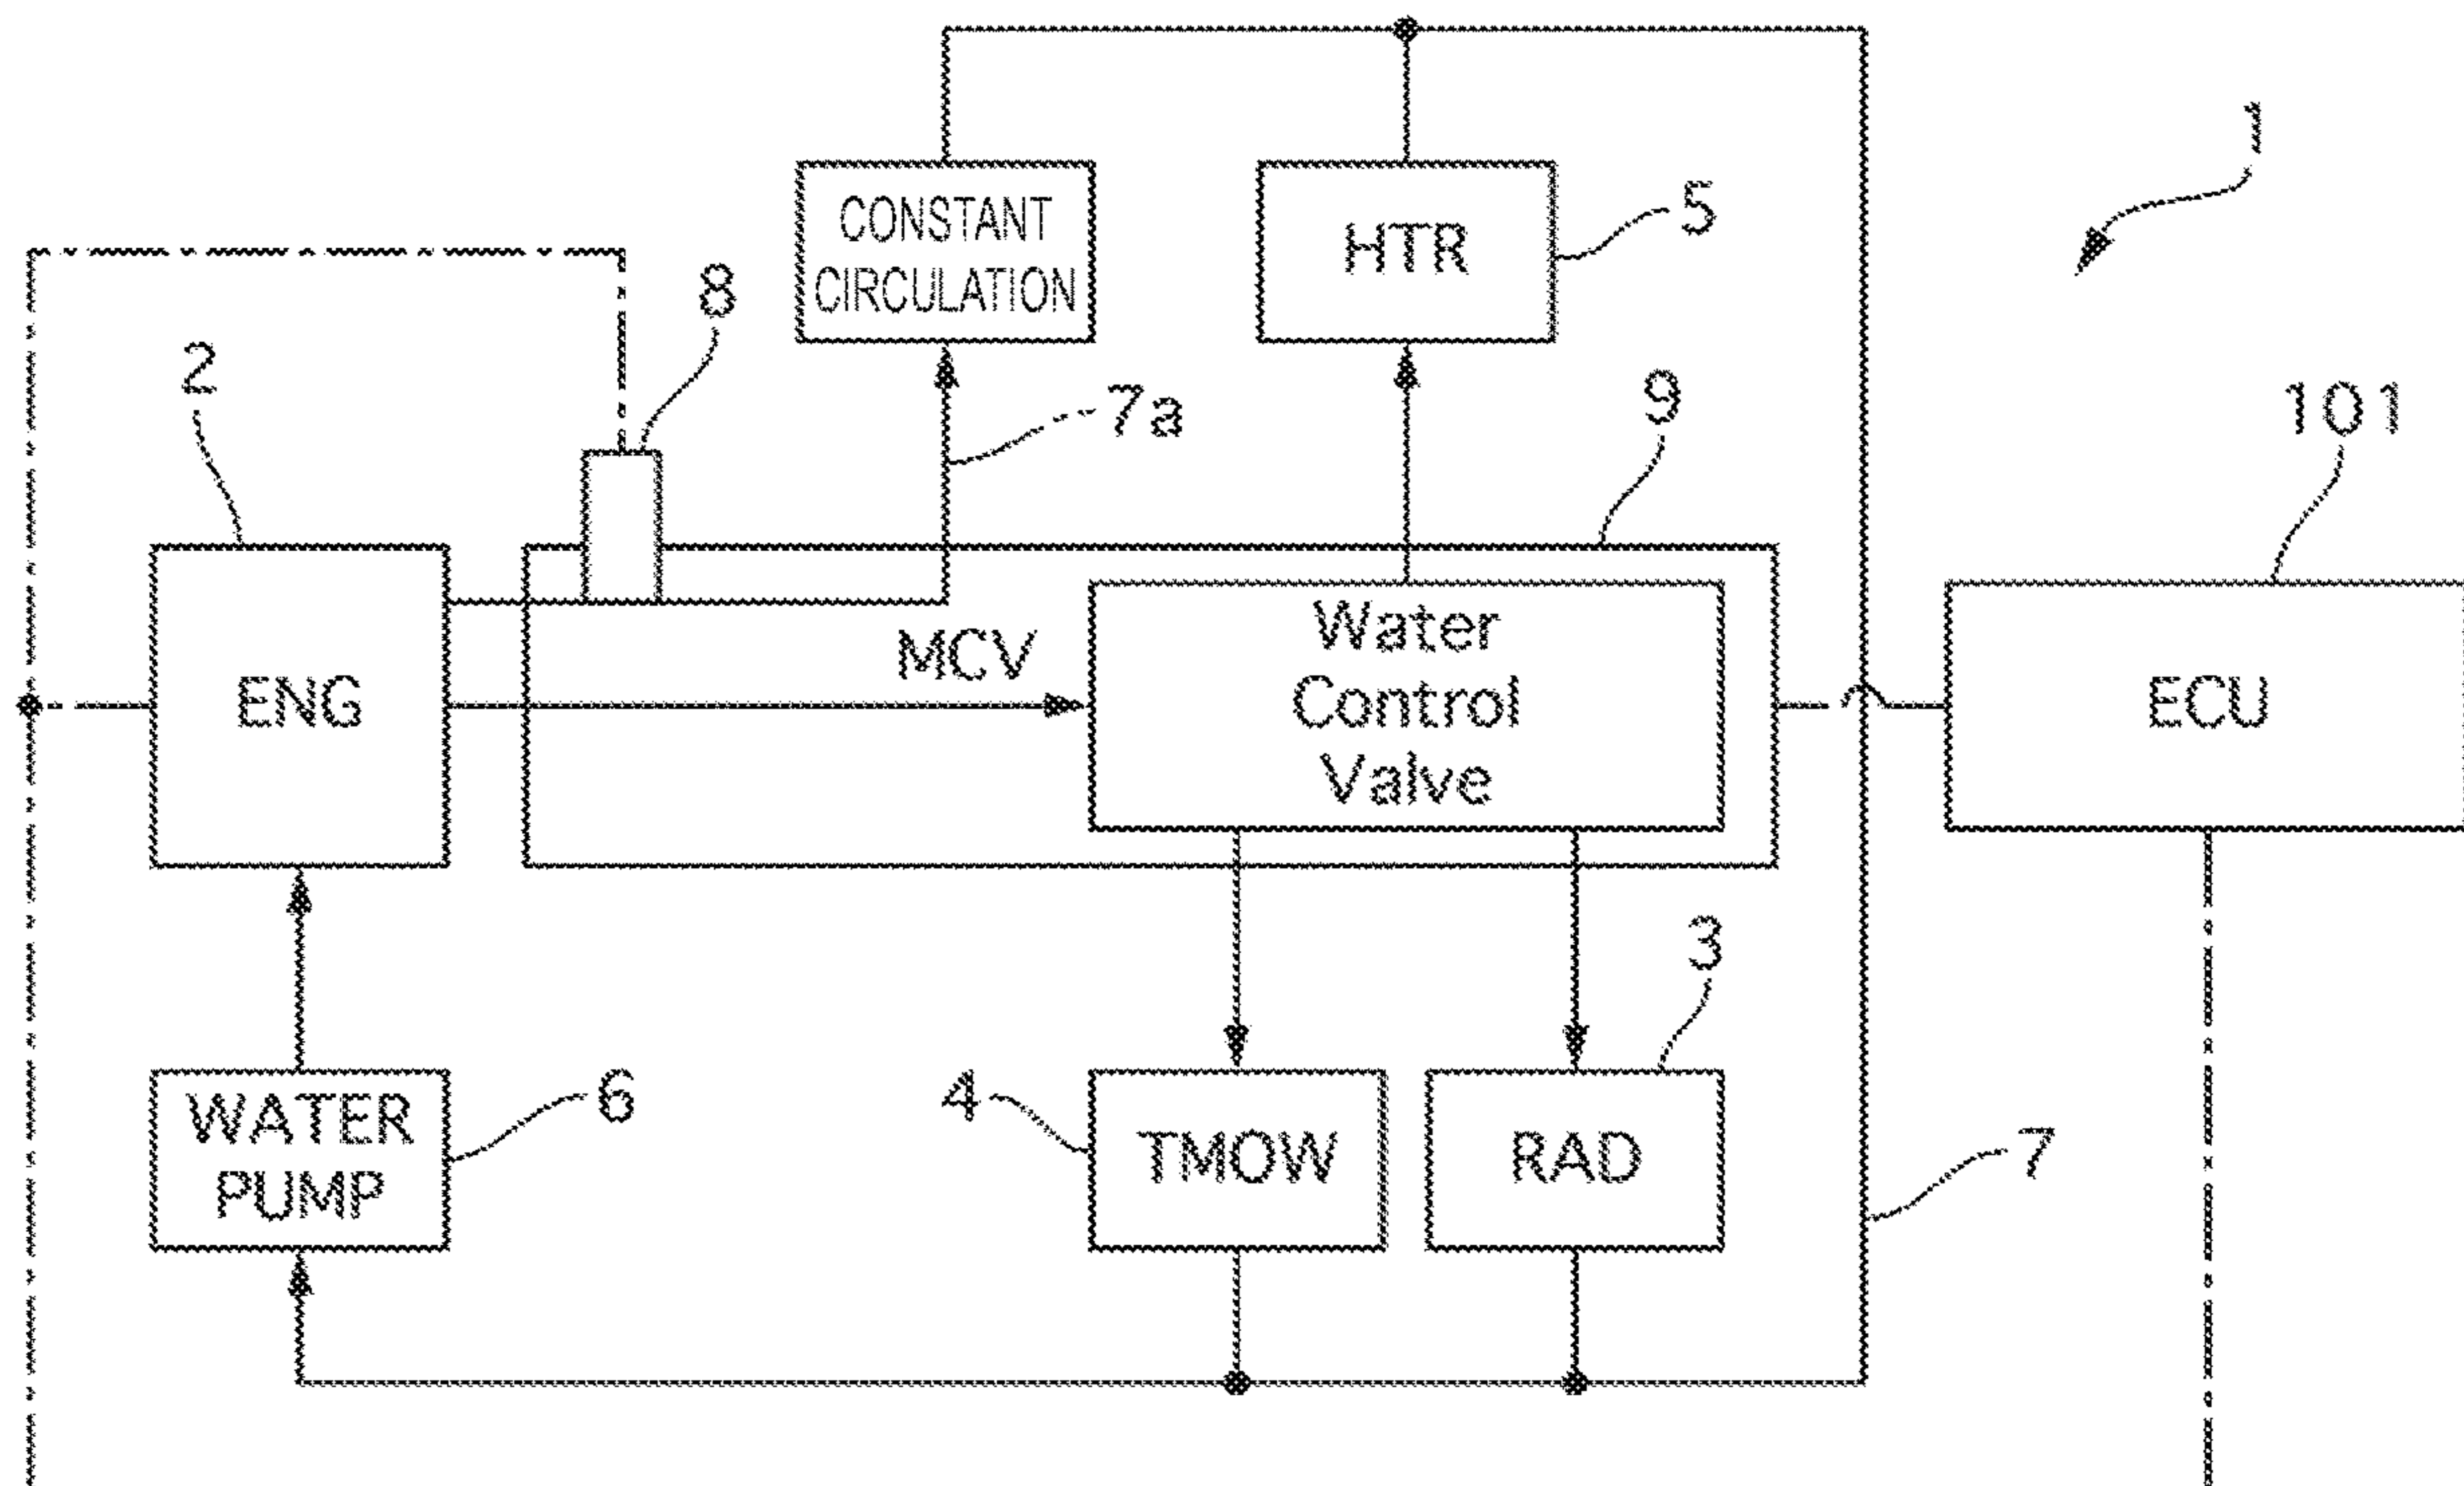 1
CONSTANT
CIRCULATION
HTR
5
8
2
7a
9
101
ENG
MCV
Water
Control
Valve
ECU
3
WATER
PUMP
6
4
TMOW
RAD
7